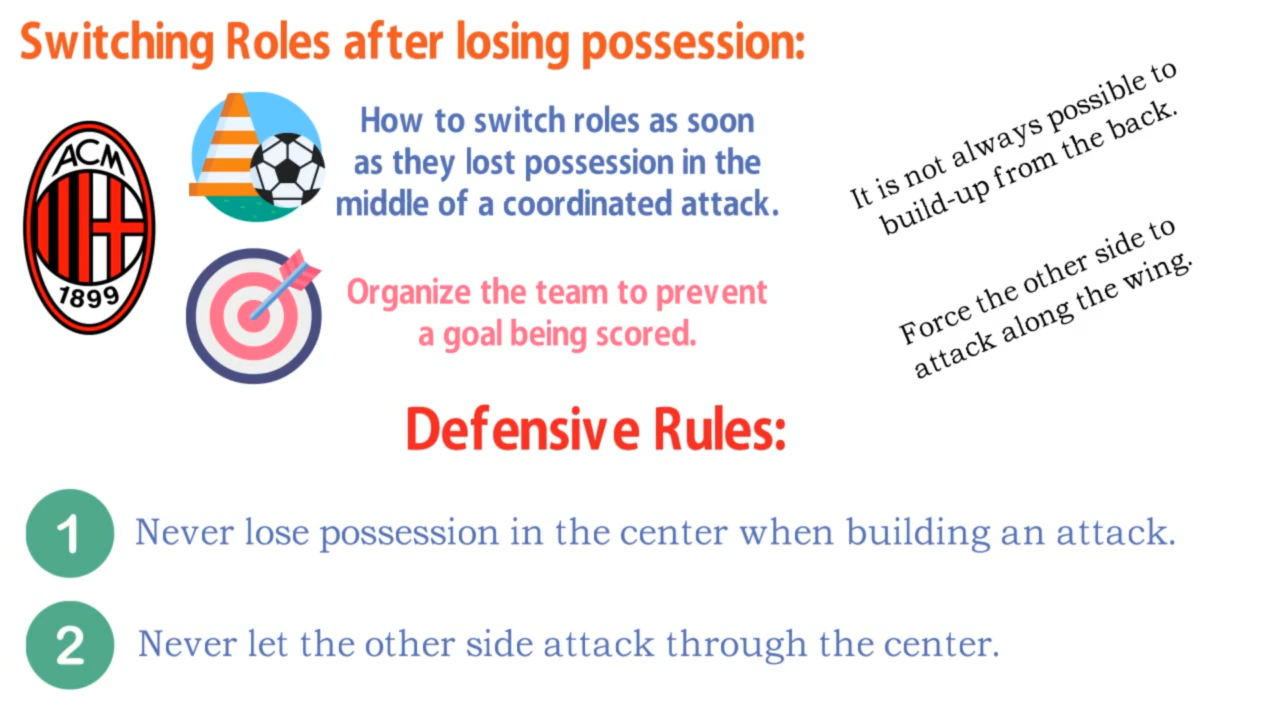 Switching Roles after losing possession:
ACM
1899
How to switch roles as soon
as they lost possession in the
middle of a coordinated attack.
Organize the team to prevent
a goal being scored.
It is not always possible to
build-up from the back.
Force the other side to
attack along the wing.
Defensive Rules:
1 Never lose possession in the center when building an attack.
2 Never let the other side attack through the center.